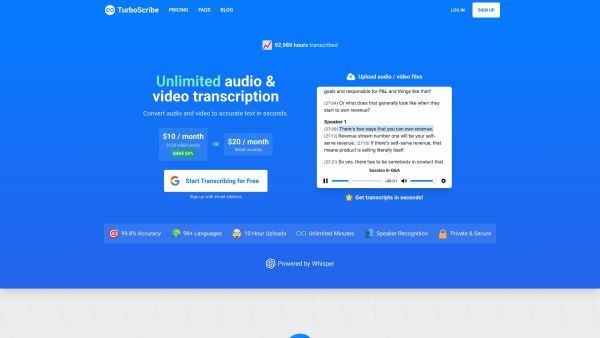 TurboScribe PRICING FAQS BLOG LOG IN SIGN UP
92,989 hours transcribed
Unlimited audio &
video transcription
Convert audio and video to accurate text in seconds.
$10 / month
$120 billed yearly
SAVE 50%
OR
$20 / month
Billed monthly
Start Transcribing for Free
Sign up with email address
Upload audio / video files
goals and responsible for P&L and things like that?
(27:04) Or what does that generally look like when they
start to own revenue?
Speaker 1
(27:08) There's two ways that you can own revenue.
(27:12) Revenue stream number one will be your self-
serve revenue. (27:16) If there's self-serve revenue, that
means product is selling literally itself.
(27:21) So yes, there has to be somebody in product that
Session 6-Q&A
-49:01
Get transcripts in seconds!
99.8% Accuracy 98+ Languages 10 Hour Uploads Unlimited Minutes Speaker Recognition Private & Secure
Powered by Whisper